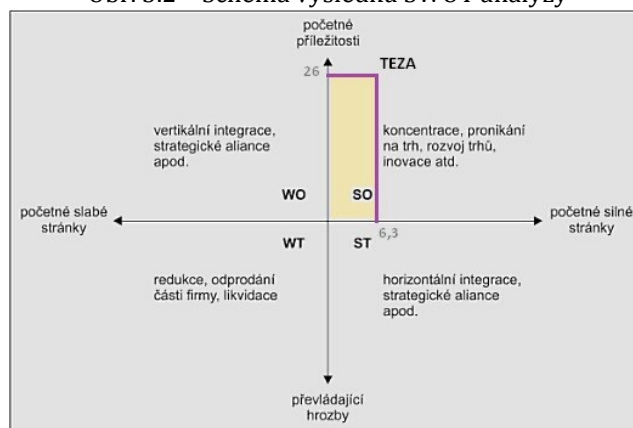 Obr. 8.2 – Schéma výsledků SWOT analýzy
početné
příležitosti
26
TEZA
vertikální integrace,
strategické aliance
apod.
koncentrace, pronikání
na trh, rozvoj trhů,
inovace atd.
WO
SO
početné slabé
stránky
početné silné
stránky
6,3
WT
ST
redukce, odprodání
části firmy, likvidace
horizontální integrace,
strategické aliance
apod.
převládající
hrozby